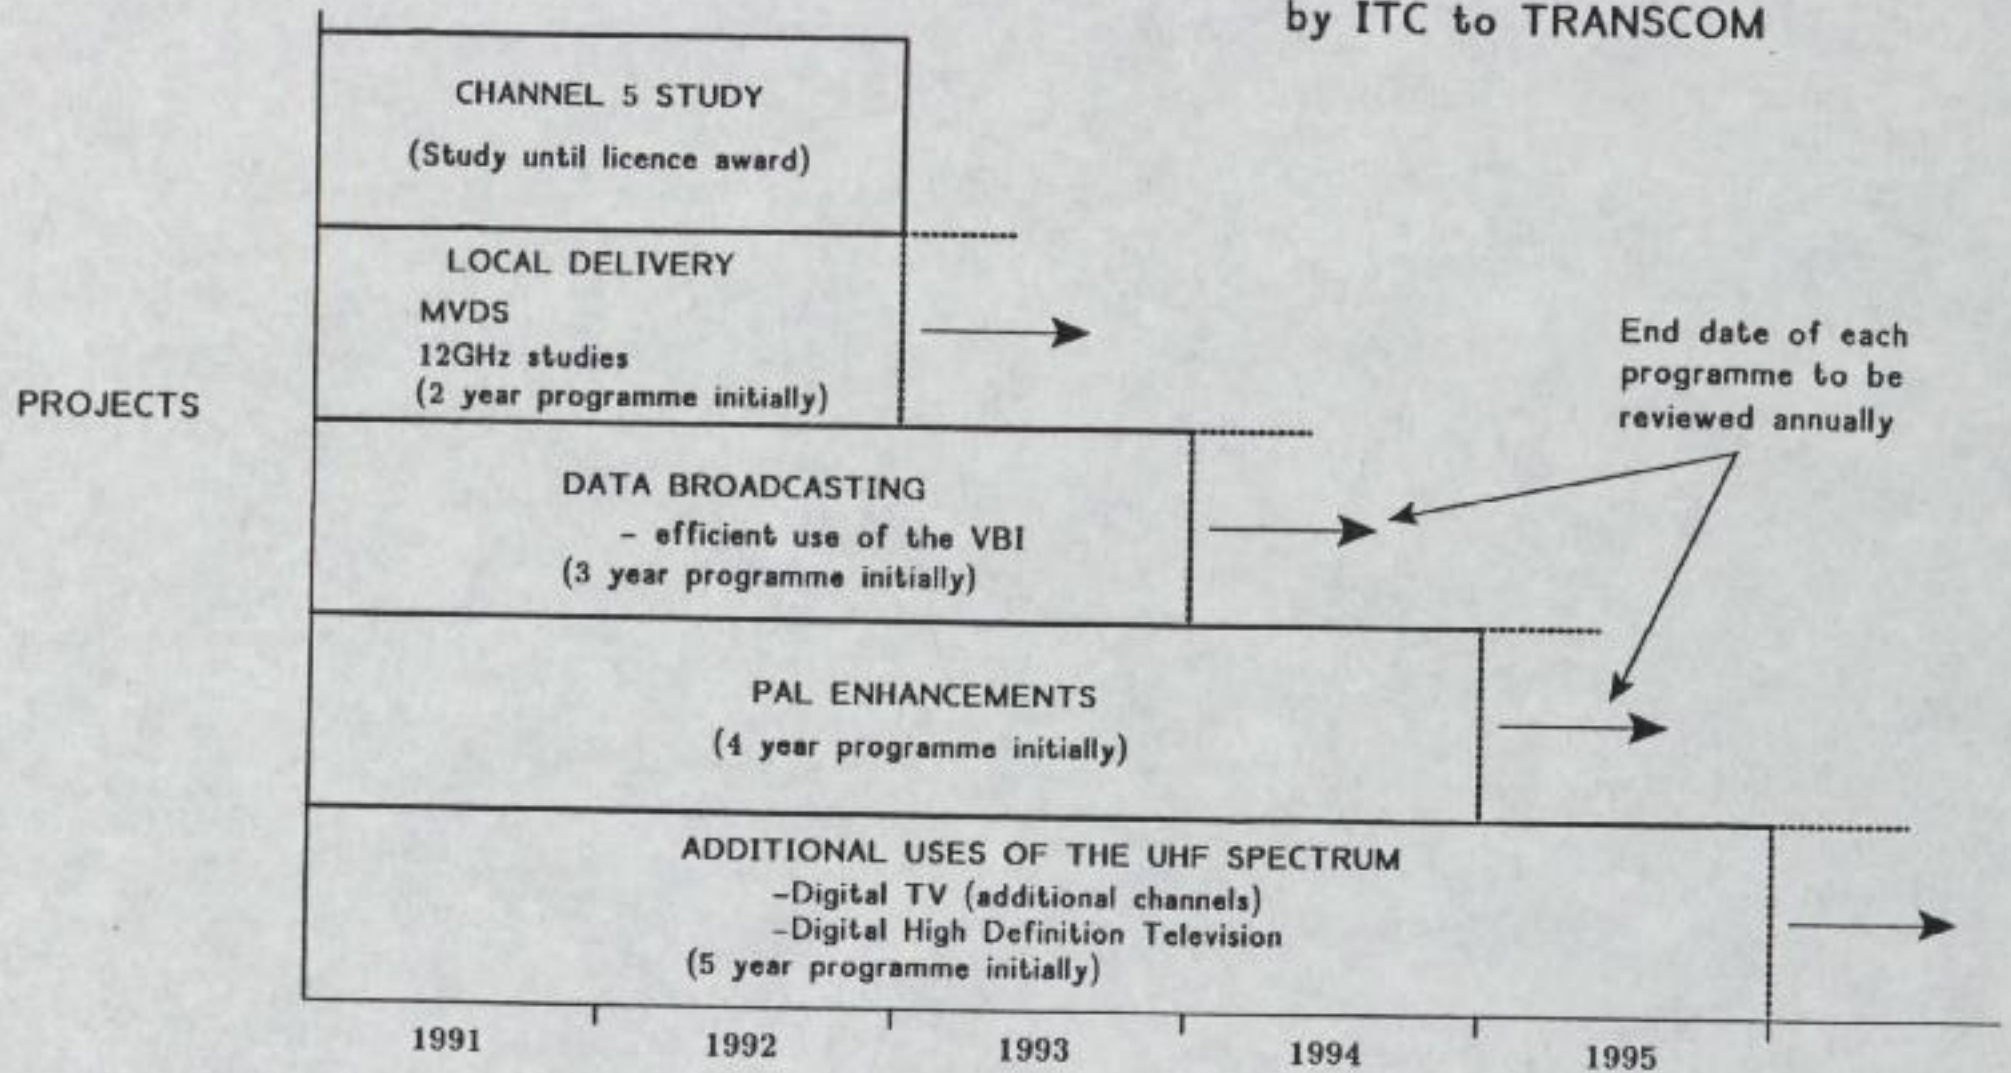 by ITC to TRANSCOM
CHANNEL 5 STUDY
(Study until licence award)
LOCAL DELIVERY
MVDS
12GHz studies
(2 year programme initially)
PROJECTS
End date of each
programme to be
reviewed annually
DATA BROADCASTING
- efficient use of the VBI
(3 year programme initially)
PAL ENHANCEMENTS
(4 year programme initially)
ADDITIONAL USES OF THE UHF SPECTRUM
-Digital TV (additional channels)
-Digital High Definition Television
(5 year programme initially)
1991 1992 1993 1994 1995